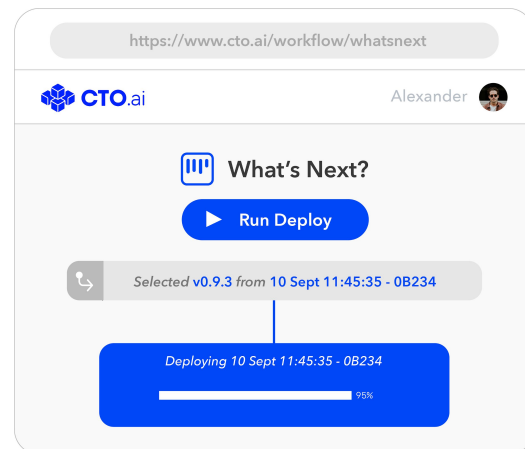 https://www.cto.ai/workflow/whatsnext
CTO.ai
Alexander
What's Next?
Run Deploy
Selected v0.9.3 from 10 Sept 11:45:35 - 0B234
Deploying 10 Sept 11:45:35 - 0B234
95%